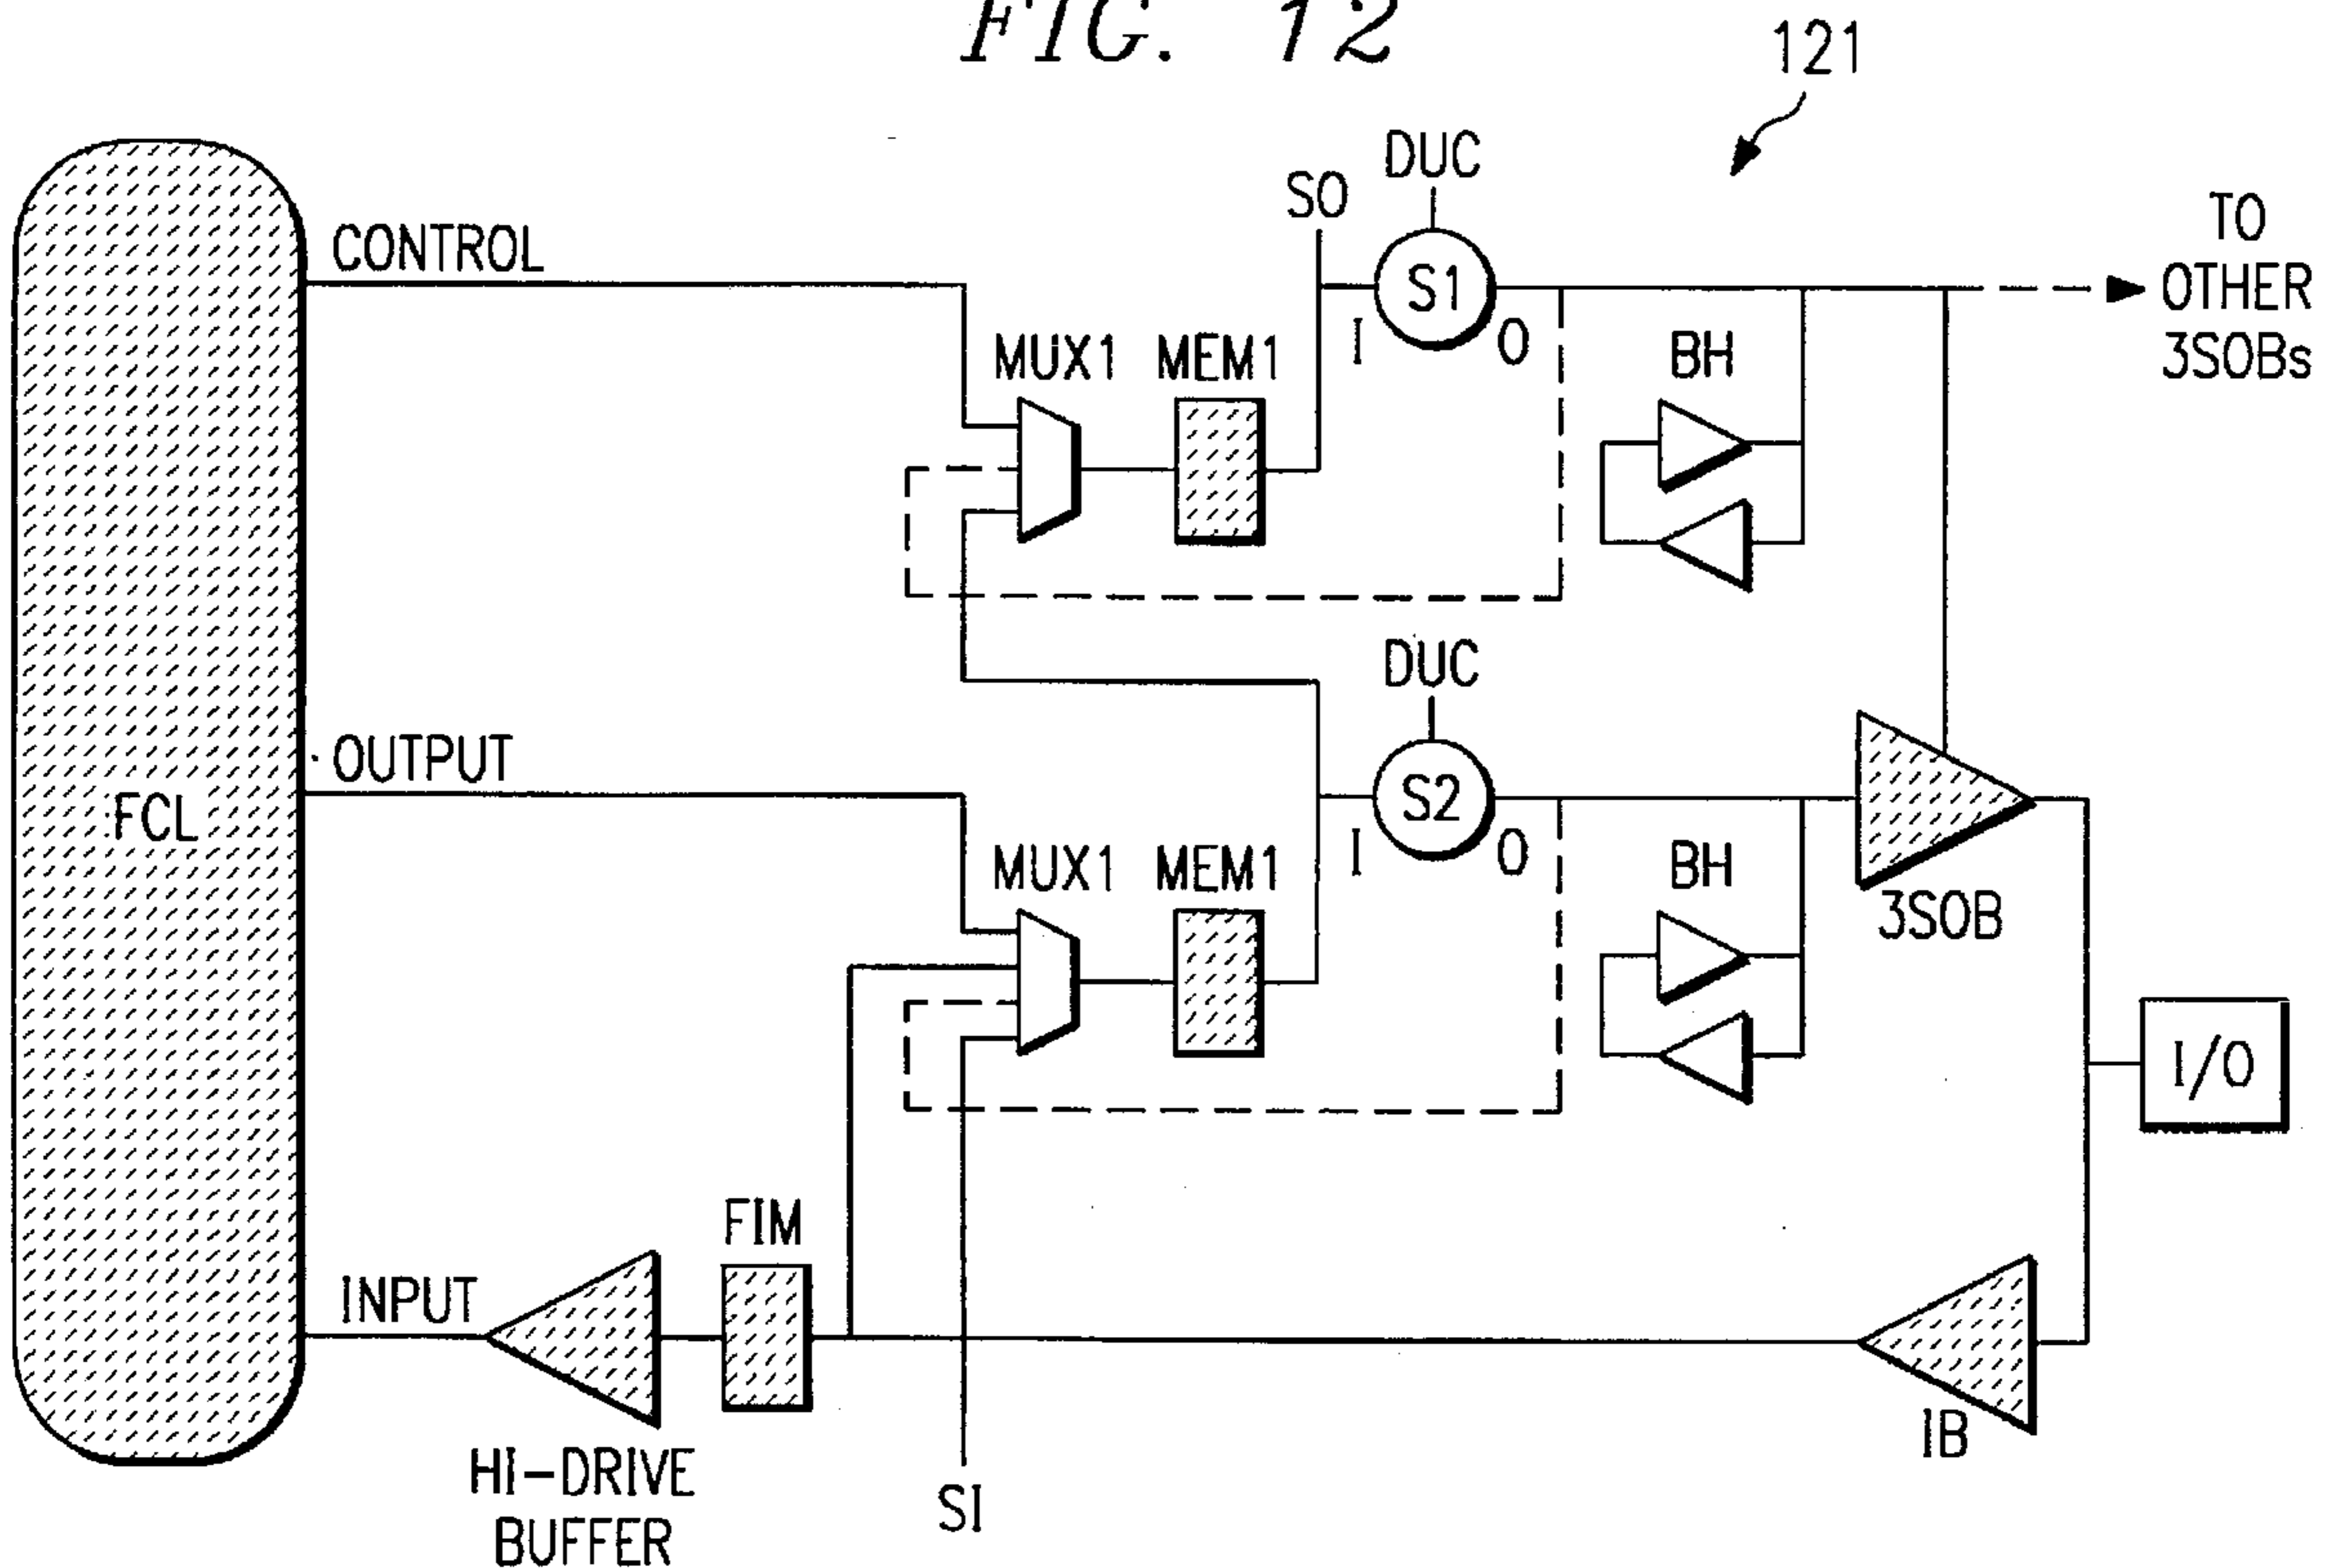 FIG. 12
121
DUC
SO
TO
OTHER
3SOBs
CONTROL
S1
I
O
MUX1
MEM1
BH
DUC
OUTPUT
FCL
S2
I
O
MUX1
MEM1
BH
3SOB
I/O
FIM
INPUT
IB
HI-DRIVE
BUFFER
SI